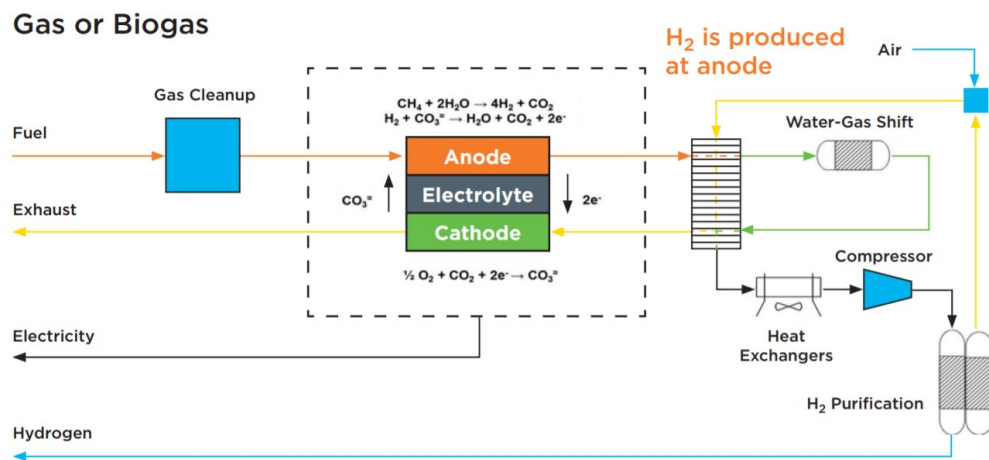 Gas or Biogas
H₂ is produced
at anode
Air
Gas Cleanup
CH₄ + 2H₂O → 4H₂ + CO₂
H₂ + CO₃⁼ → H₂O + CO₂ + 2e⁻
Water-Gas Shift
Fuel
Anode
CO₃⁼
Electrolyte
2e⁻
Exhaust
Cathode
Compressor
½ O₂ + CO₂ + 2e⁻ → CO₃⁼
Electricity
Heat
Exchangers
H₂ Purification
Hydrogen